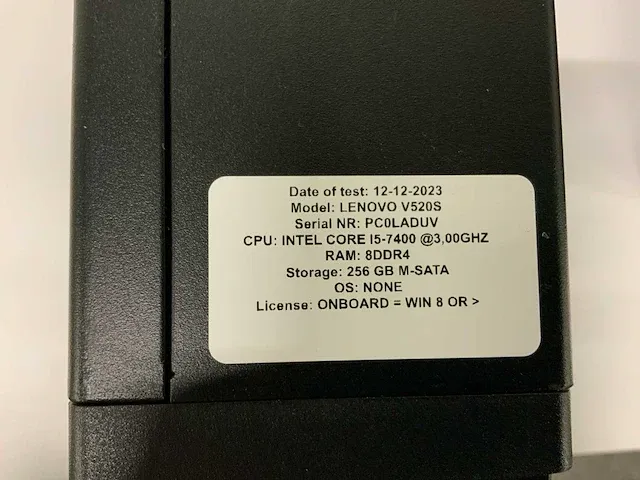 Date of test: 12-12-2023
Model: LENOVO V520S
Serial NR: PC0LADUV
CPU: INTEL CORE I5-7400 @3,00GHZ
RAM: 8DDR4
Storage: 256 GB M-SATA
OS: NONE
License: ONBOARD = WIN 8 OR >